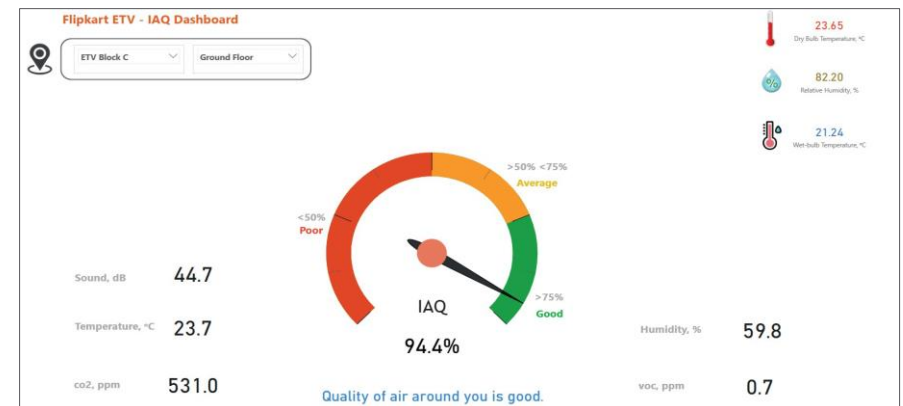 Flipkart ETV - IAQ Dashboard
ETV Block C
Ground Floor
23.65
Dry Bulb Temperature, °C
82.20
Relative Humidity, %
21.24
Wet-bulb Temperature, °C
>50% <75%
Average
<50%
Poor
>75%
Good
IAQ
94.4%
Quality of air around you is good.
Sound, dB 44.7
Temperature, °C 23.7
co2, ppm 531.0
Humidity, % 59.8
voc, ppm 0.7